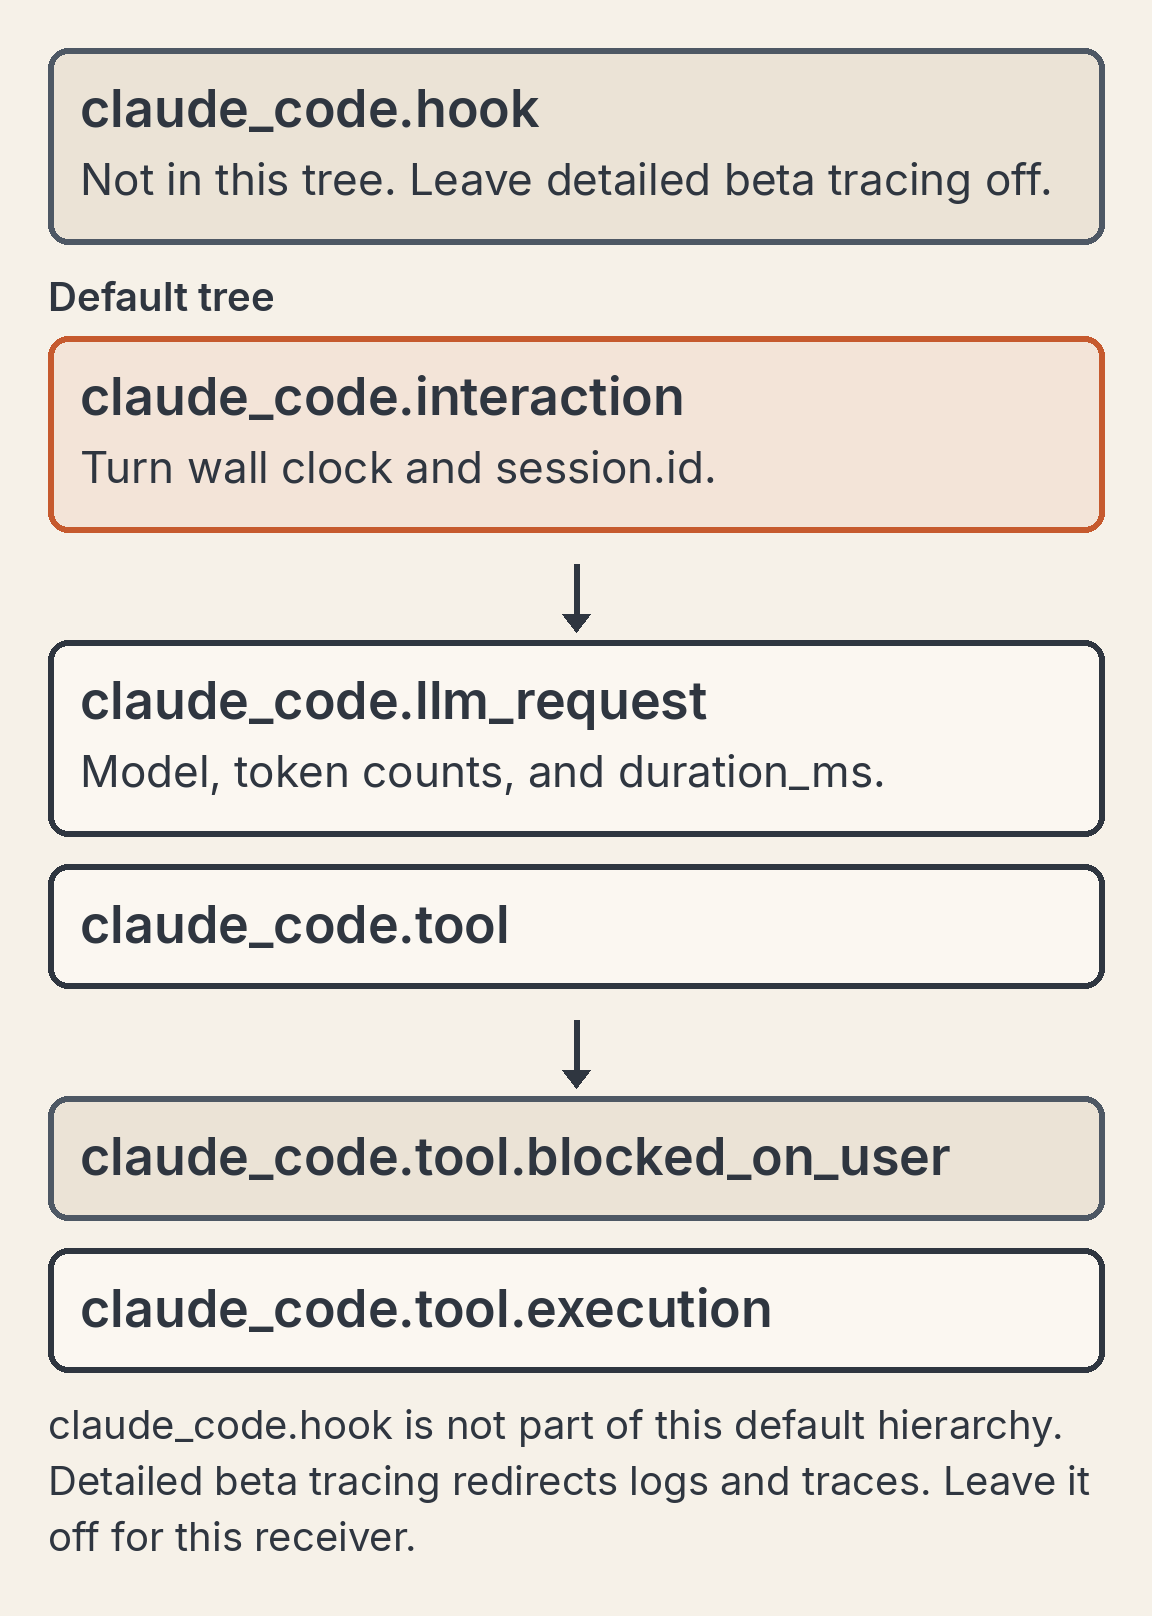 claude_code.hook
Not in this tree. Leave detailed beta tracing off.
Default tree
claude_code.interaction
Turn wall clock and session.id.
claude_code.llm_request
Model, token counts, and duration_ms.
claude_code.tool
claude_code.tool.blocked_on_user
claude_code.tool.execution
claude_code.hook is not part of this default hierarchy.
Detailed beta tracing redirects logs and traces. Leave it
off for this receiver.